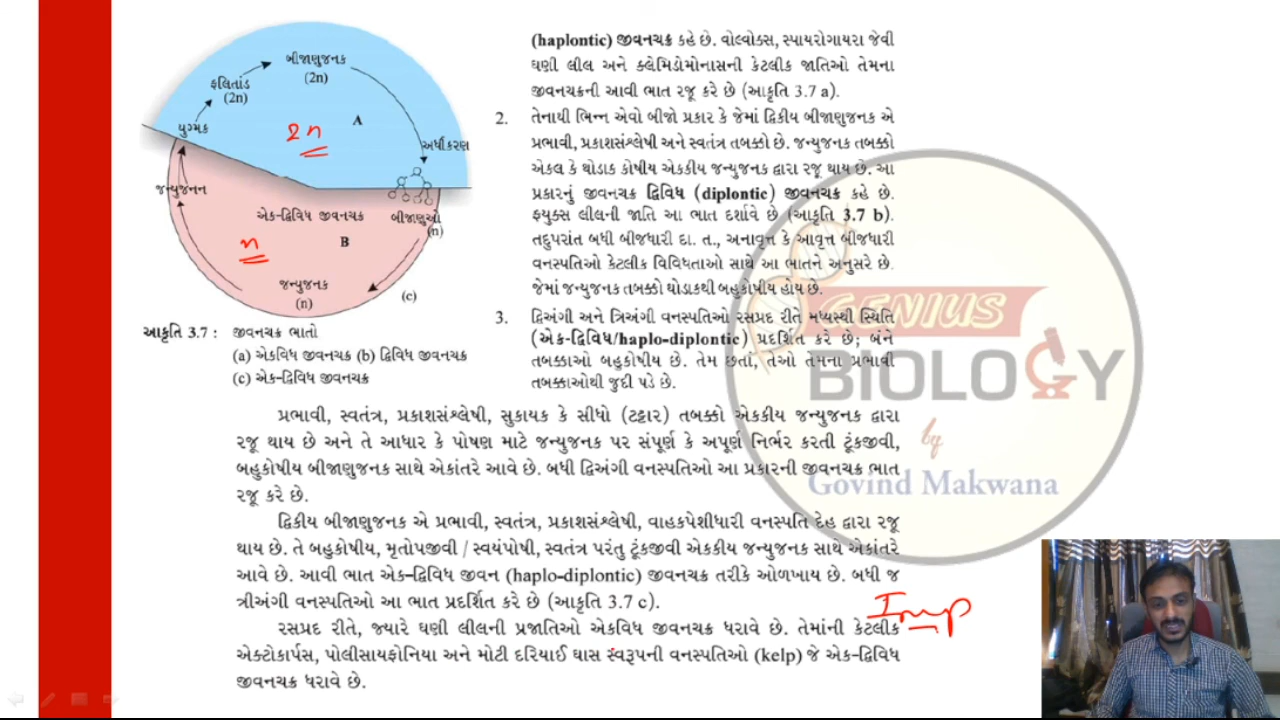 બીજાણુજનક
(2n)
ફલિતાંડ
(2n)
યુગ્મક
A
2n
અર્ધીકરણ
જન્યુજનન
એક-દ્વિવિધ જીવનચક્ર
બીજાણુઓ
(n)
n
B
જન્યુજનક
(n)
(c)
આકૃતિ 3.7 : જીવનચક્ર ભાતો
(a) એકવિધ જીવનચક્ર (b) દ્વિવિધ જીવનચક્ર
(c) એક-દ્વિવિધ જીવનચક્ર
(haplontic) જીવનચક્ર કહે છે. વોલ્વોક્સ, સ્પાયરોગાયરા જેવી
ઘણી લીલ અને ક્લેમિડોમોનાસની કેટલીક જાતિઓ તેમના
જીવનચક્રની આવી ભાત રજૂ કરે છે (આકૃતિ 3.7 a).
2. તેનાથી ભિન્ન એવો બીજો પ્રકાર કે જેમાં દ્વિકીય બીજાણુજનક એ
પ્રભાવી, પ્રકાશસંશ્લેષી અને સ્વતંત્ર તબક્કો છે. જન્યુજનક તબક્કો
એકલ કે થોડાક કોષીય એકકીય જન્યુજનક દ્વારા રજૂ થાય છે. આ
પ્રકારનું જીવનચક્ર દ્વિવિધ (diplontic) જીવનચક્ર કહે છે.
ફ્યુક્સ લીલની જાતિ આ ભાત દર્શાવે છે (આકૃતિ 3.7 b).
તદુપરાંત બધી બીજધારી દા. ત., અનાવૃત્ત કે આવૃત્ત બીજધારી
વનસ્પતિઓ કેટલીક વિવિધતાઓ સાથે આ ભાતને અનુસરે છે.
જેમાં જન્યુજનક તબક્કો થોડાકથી બહુકોષીય હોય છે.
3. દ્વિઅંગી અને ત્રિઅંગી વનસ્પતિઓ રસપ્રદ રીતે મધ્યસ્થી સ્થિતિ
(એક-દ્વિવિધ/haplo-diplontic) પ્રદર્શિત કરે છે; બંને
તબક્કાઓ બહુકોષીય છે. તેમ છતાં, તેઓ તેમના પ્રભાવી
તબક્કાઓથી જુદી પડે છે.
પ્રભાવી, સ્વતંત્ર, પ્રકાશસંશ્લેષી, સુકાયક કે સીધો (ટટ્ટાર) તબક્કો એકકીય જન્યુજનક દ્વારા
રજૂ થાય છે અને તે આધાર કે પોષણ માટે જન્યુજનક પર સંપૂર્ણ કે અપૂર્ણ નિર્ભર કરતી ટૂંકજીવી,
બહુકોષીય બીજાણુજનક સાથે એકાંતરે આવે છે. બધી દ્વિઅંગી વનસ્પતિઓ આ પ્રકારની જીવનચક્ર ભાત
રજૂ કરે છે.
દ્વિકીય બીજાણુજનક એ પ્રભાવી, સ્વતંત્ર, પ્રકાશસંશ્લેષી, વાહકપેશીધારી વનસ્પતિ દેહ દ્વારા રજૂ
થાય છે. તે બહુકોષીય, મૃતોપજીવી / સ્વયંપોષી, સ્વતંત્ર પરંતુ ટૂંકજીવી એકકીય જન્યુજનક સાથે એકાંતરે
આવે છે. આવી ભાત એક-દ્વિવિધ જીવન (haplo-diplontic) જીવનચક્ર તરીકે ઓળખાય છે. બધી જ
ત્રીઅંગી વનસ્પતિઓ આ ભાત પ્રદર્શિત કરે છે (આકૃતિ 3.7 c).
Imp
રસપ્રદ રીતે, જ્યારે ઘણી લીલની પ્રજાતિઓ એકવિધ જીવનચક્ર ધરાવે છે. તેમાંની કેટલીક
એક્ટોકાર્પસ, પોલીસાયફોનિયા અને મોટી દરિયાઈ ઘાસ સ્વરૂપની વનસ્પતિઓ (kelp) જે એક-દ્વિવિધ
જીવનચક્ર ધરાવે છે.
GENIUS
BIOLOGY
by
Govind Makwana